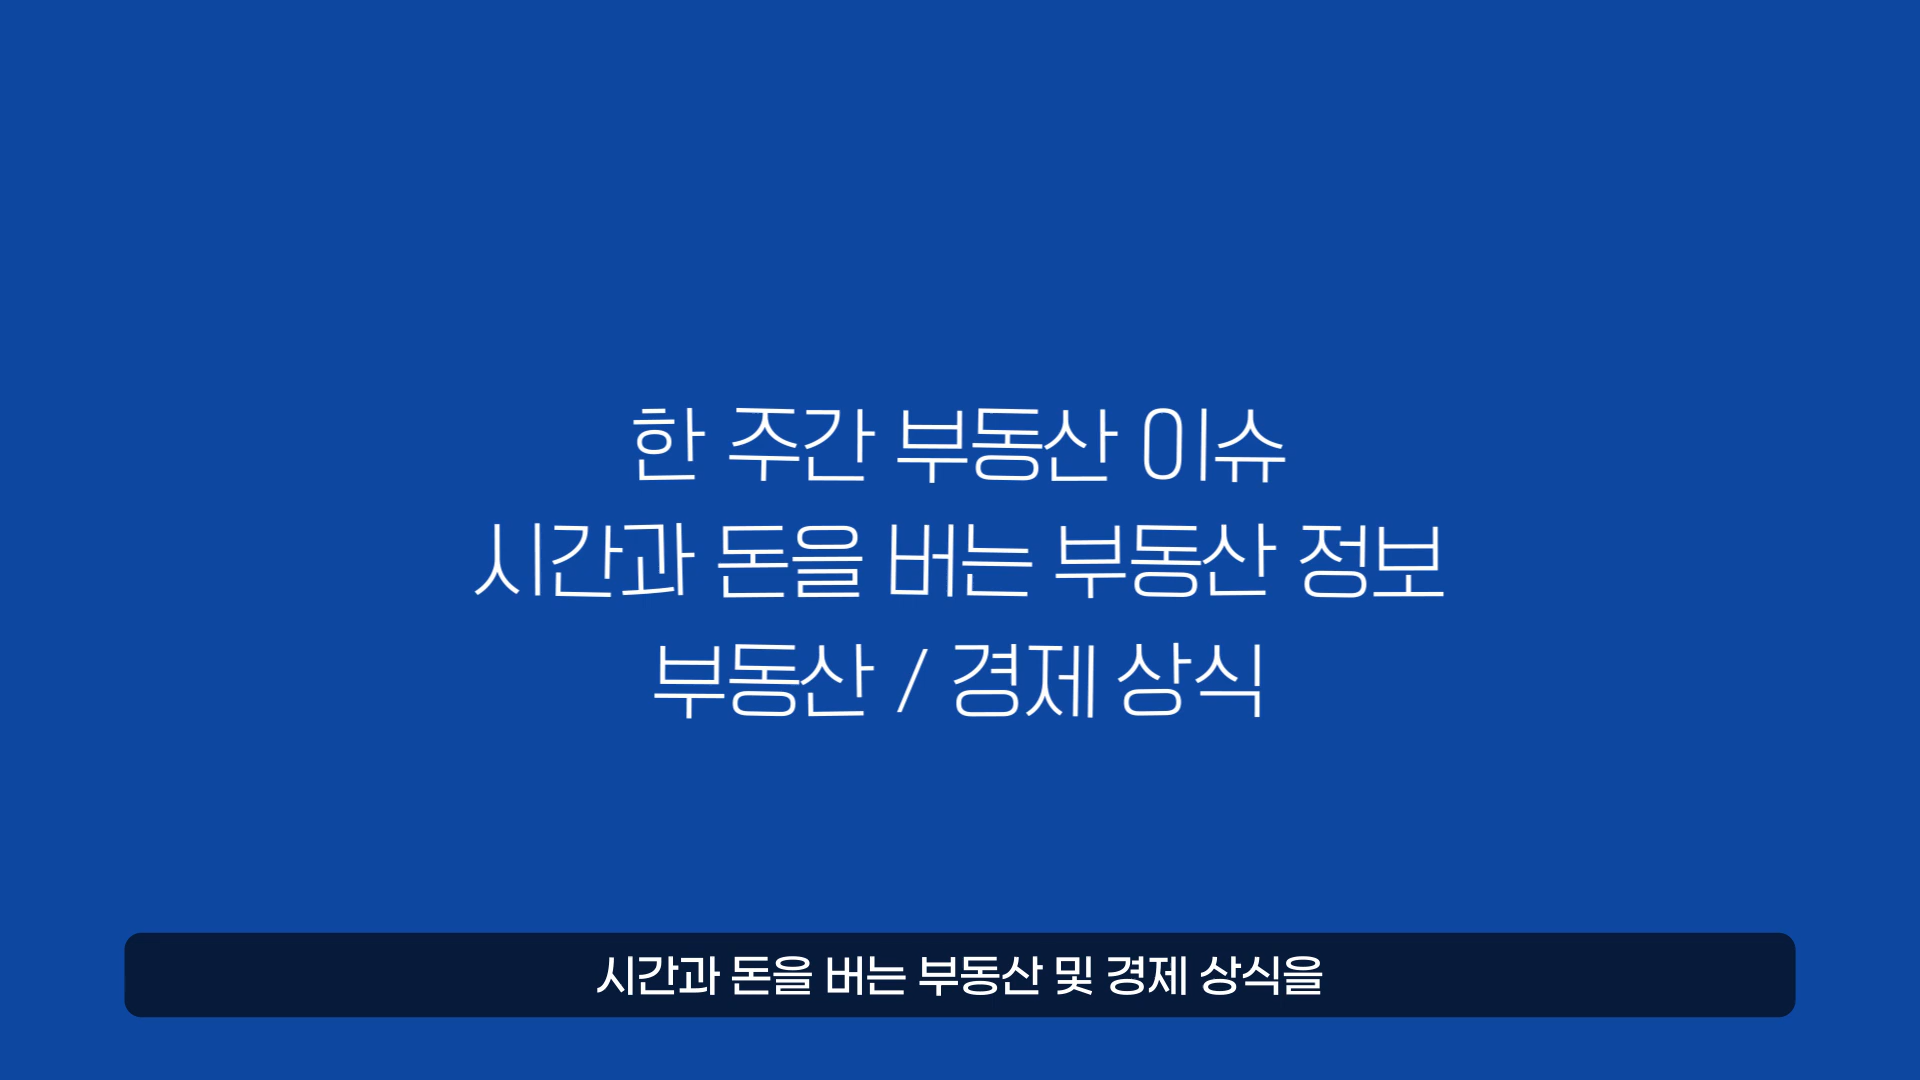 한 주간 부동산 이슈
시간과 돈을 버는 부동산 정보
부동산 / 경제 상식
시간과 돈을 버는 부동산 및 경제 상식을